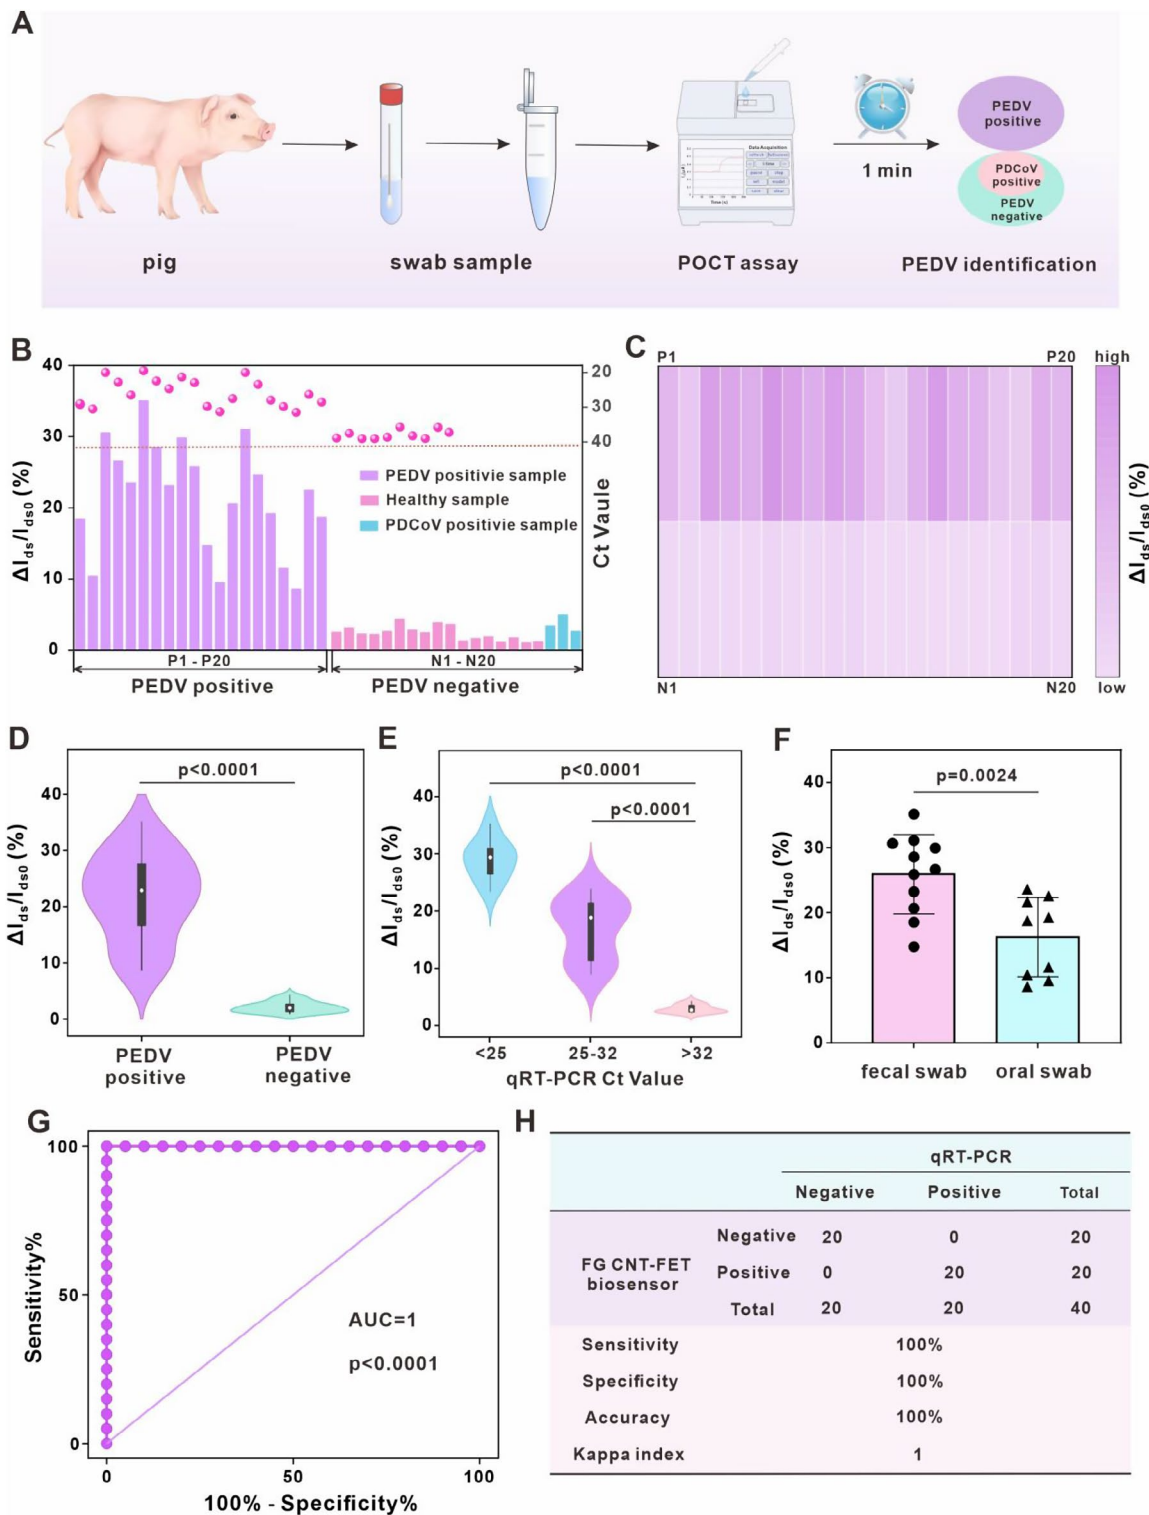 A
PEDV
positive
PDCoV
positive
PEDV
negative
Data Acquisition
Time (s)
1 min
pig
swab sample
POCT assay
PEDV identification
B
40
30
20
10
0
ΔIds/Ids0 (%)
20
30
40
Ct Vaule
PEDV positivie sample
Healthy sample
PDCoV positivie sample
P1 - P20
N1 - N20
PEDV positive
PEDV negative
C
P1
P20
high
N1
N20
low
ΔIds/Ids0 (%)
D
p<0.0001
40
30
20
10
0
ΔIds/Ids0 (%)
PEDV
positive
PEDV
negative
E
p<0.0001
p<0.0001
40
30
20
10
0
ΔIds/Ids0 (%)
<25
25-32
>32
qRT-PCR Ct Value
F
p=0.0024
40
30
20
10
0
ΔIds/Ids0 (%)
fecal swab
oral swab
G
100
50
0
Sensitivity%
AUC=1
p<0.0001
0
50
100
100% - Specificity%
H
qRT-PCR
Negative Positive Total
Negative 20 0 20
FG CNT-FET
biosensor
Positive 0 20 20
Total 20 20 40
Sensitivity 100%
Specificity 100%
Accuracy 100%
Kappa index 1